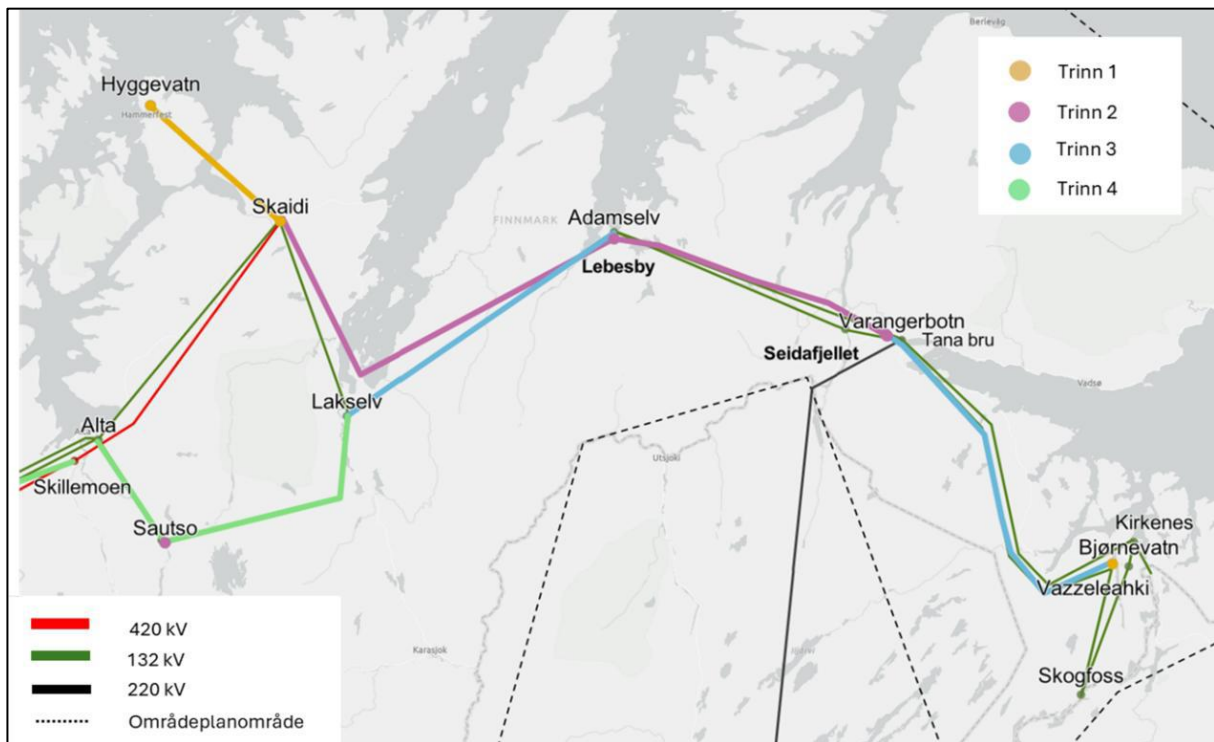 Berlevåg
Trinn 1
Trinn 2
Trinn 3
Trinn 4
Hyggevatn
Hammerfest
Skaidi
FINNMARK
Adamselv
Lebesby
Varangerbotn
Tana bru
Seidafjellet
Vadsø
Lakselv
Alta
Utsjoki
Skillemoen
Sautso
Kirkenes
Bjørnevatn
Vazzeleahki
Karasjok
Skogfoss
420 kV
132 kV
220 kV
Områdeplanområde